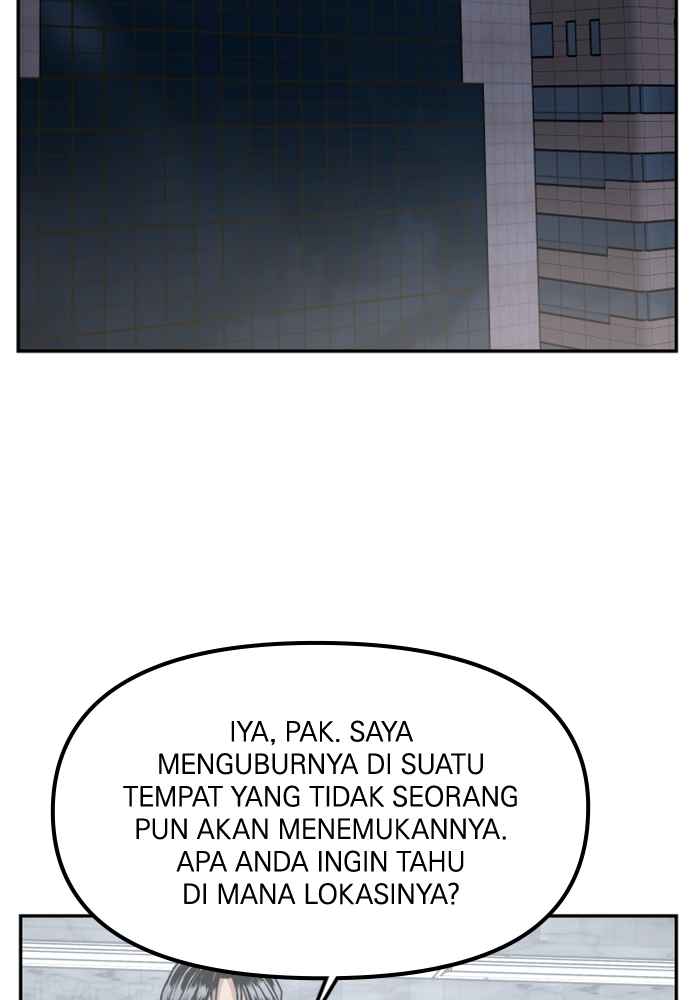 IYA, PAK. SAYA
MENGUBURNYA DI SUATU
TEMPAT YANG TIDAK SEORANG
PUN AKAN MENEMUKANNYA.
APA ANDA INGIN TAHU
DI MANA LOKASINYA?